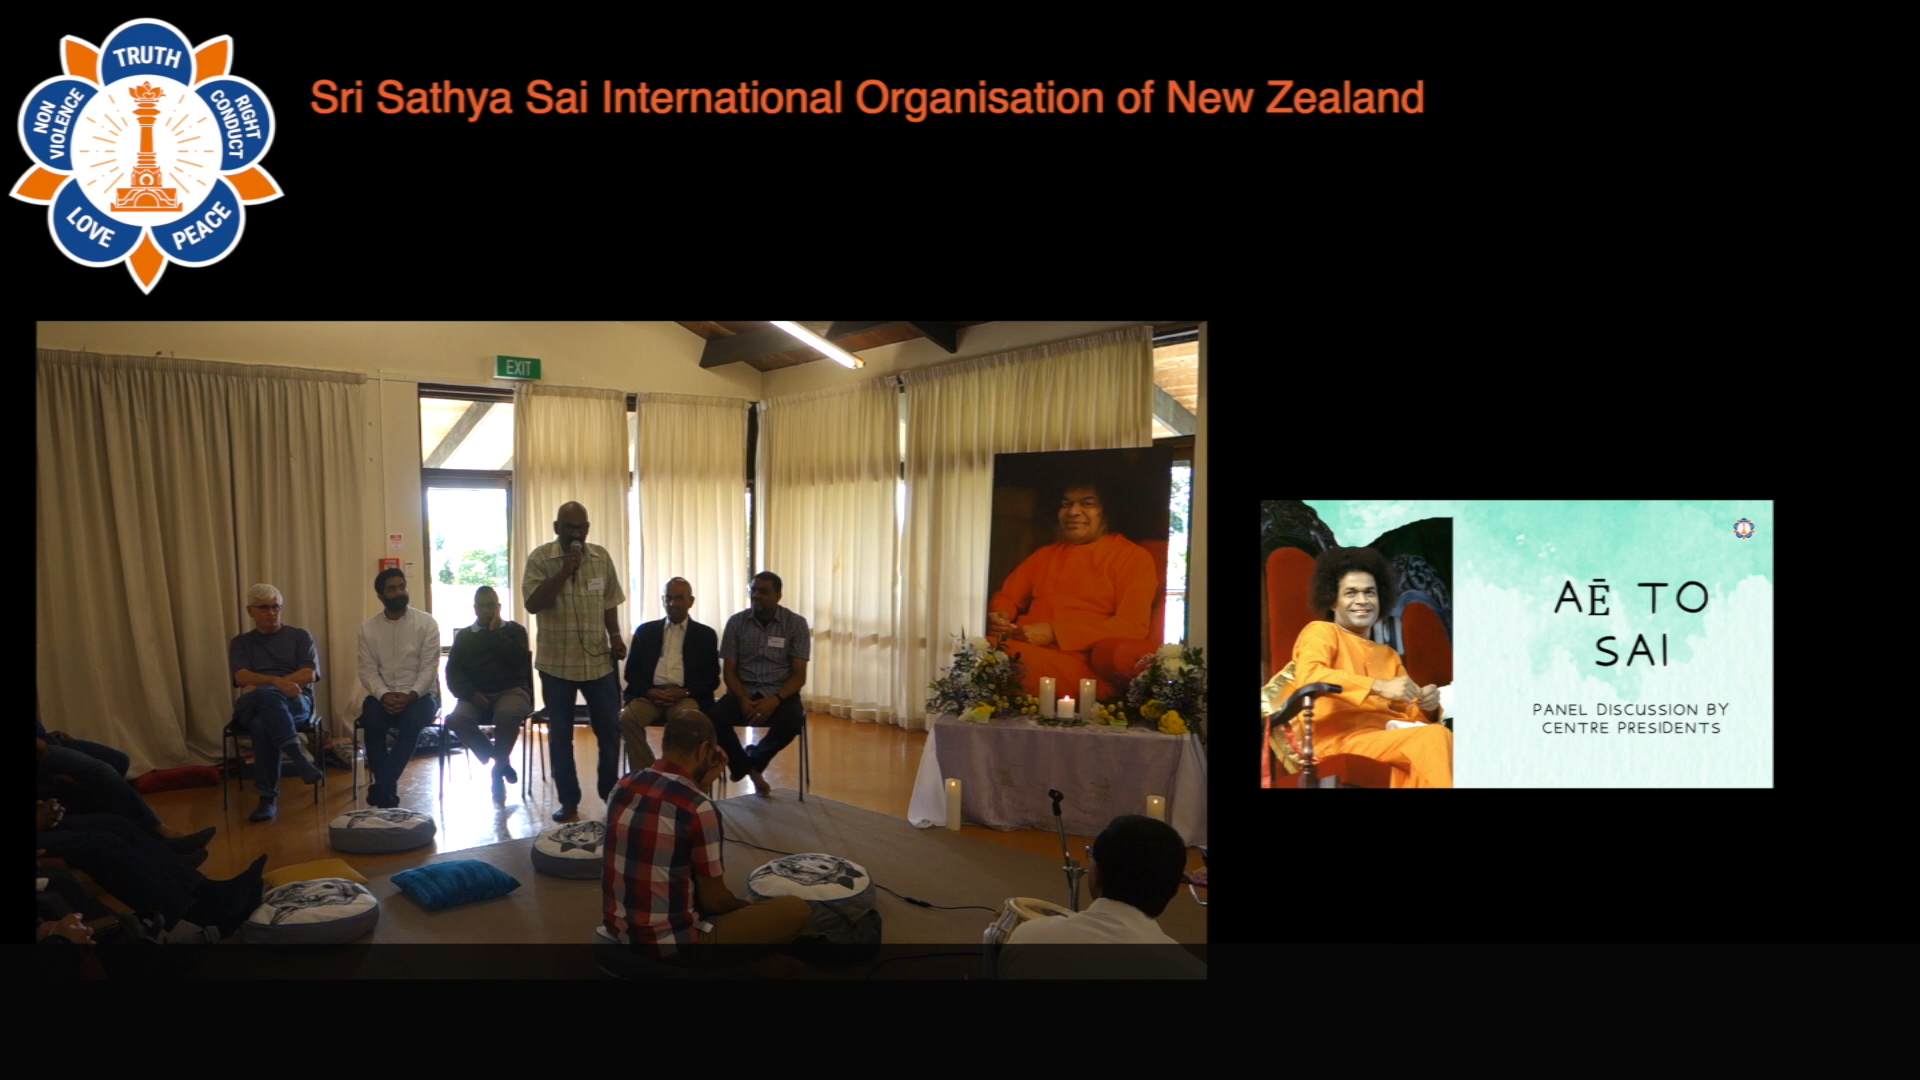 TRUTH
NON
VIOLENCE
RIGHT
CONDUCT
LOVE
PEACE
Sri Sathya Sai International Organisation of New Zealand
EXIT
AĒ TO
SAI
PANEL DISCUSSION BY
CENTRE PRESIDENTS